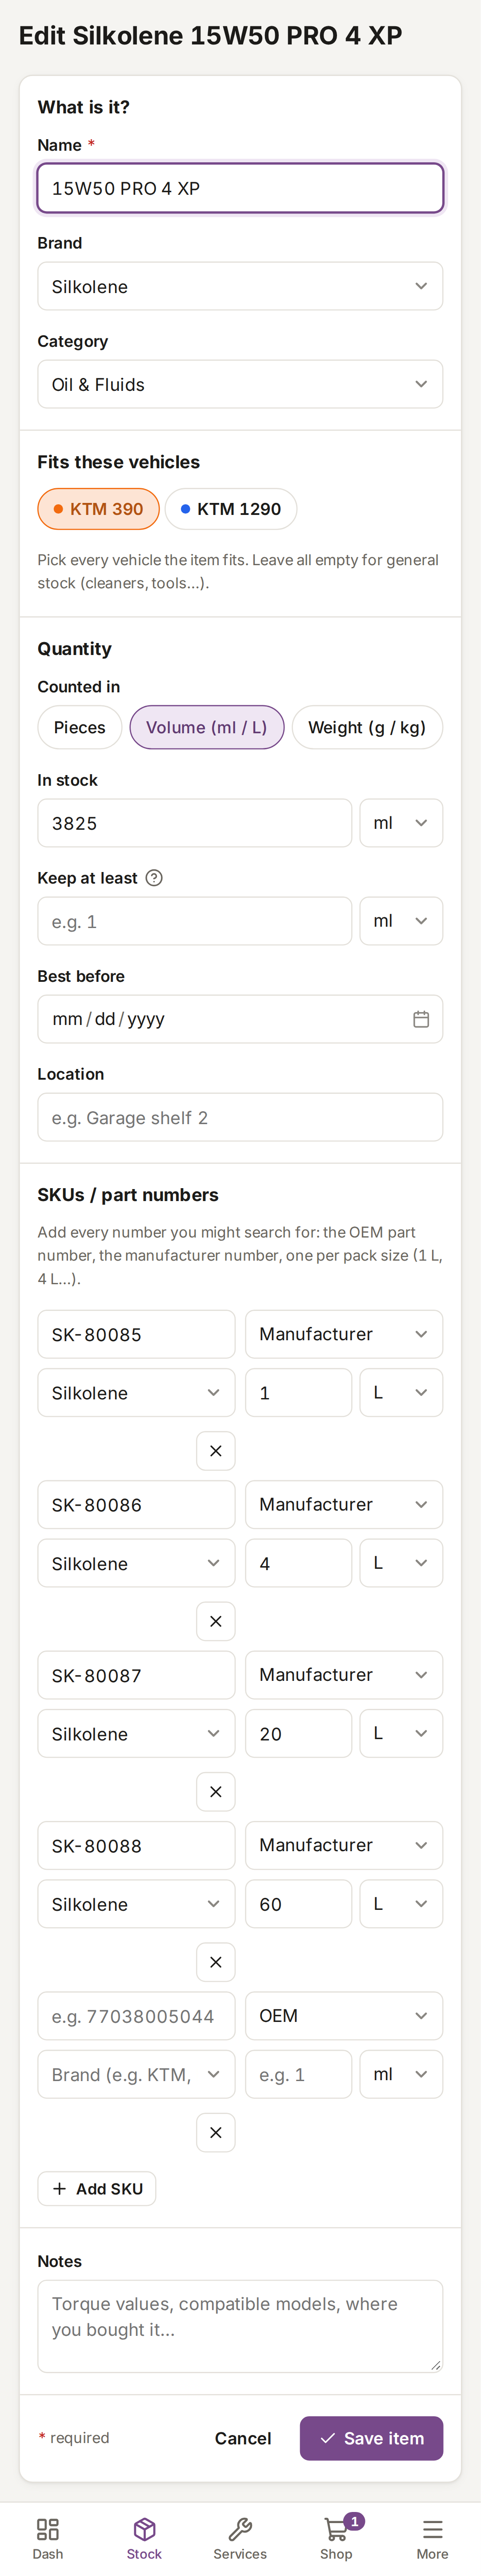 Edit Silkolene 15W50 PRO 4 XP
What is it?
Name *
15W50 PRO 4 XP
Brand
Silkolene
Category
Oil & Fluids
Fits these vehicles
KTM 390
KTM 1290
Pick every vehicle the item fits. Leave all empty for general
stock (cleaners, tools...).
Quantity
Counted in
Pieces
Volume (ml / L)
Weight (g / kg)
In stock
3825
ml
Keep at least
e.g. 1
ml
Best before
mm/dd/yyyy
Location
e.g. Garage shelf 2
SKUs / part numbers
Add every number you might search for: the OEM part
number, the manufacturer number, one per pack size (1 L,
4 L...).
SK-80085
Manufacturer
Silkolene
1
L
SK-80086
Manufacturer
Silkolene
4
L
SK-80087
Manufacturer
Silkolene
20
L
SK-80088
Manufacturer
Silkolene
60
L
e.g. 77038005044
OEM
Brand (e.g. KTM,
e.g. 1
ml
Add SKU
Notes
Torque values, compatible models, where
you bought it...
* required
Cancel
Save item
1
Dash
Stock
Services
Shop
More